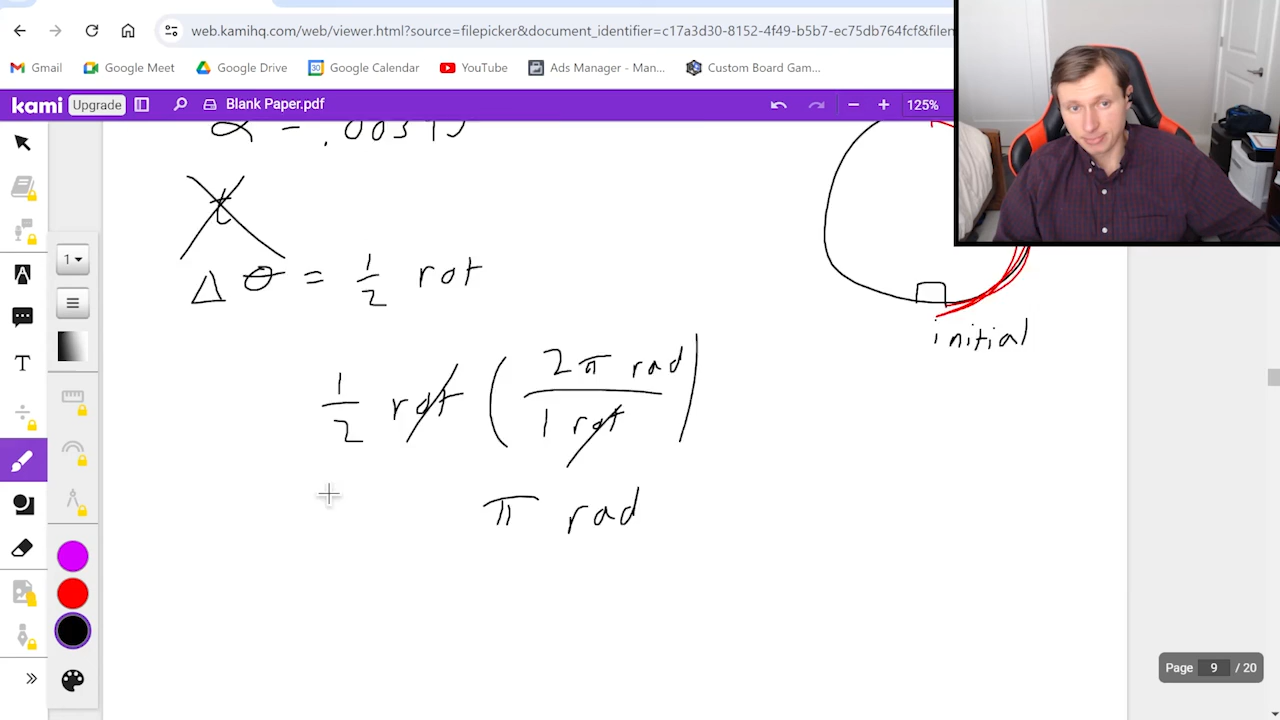 web.kamihq.com/web/viewer.html?source=filepicker&document_identifier=c17a3d30-8152-4f49-b5b7-ec75db764fcf&filen
Gmail Google Meet Google Drive 30 Google Calendar YouTube Ads Manager - Man... Custom Board Gam...
kami Upgrade Blank Paper.pdf 125%
α = .00393
t
1
Δθ = 1/2 rot
initial
1/2 rot (2π rad / 1 rot)
π rad
T
Page 9 / 20